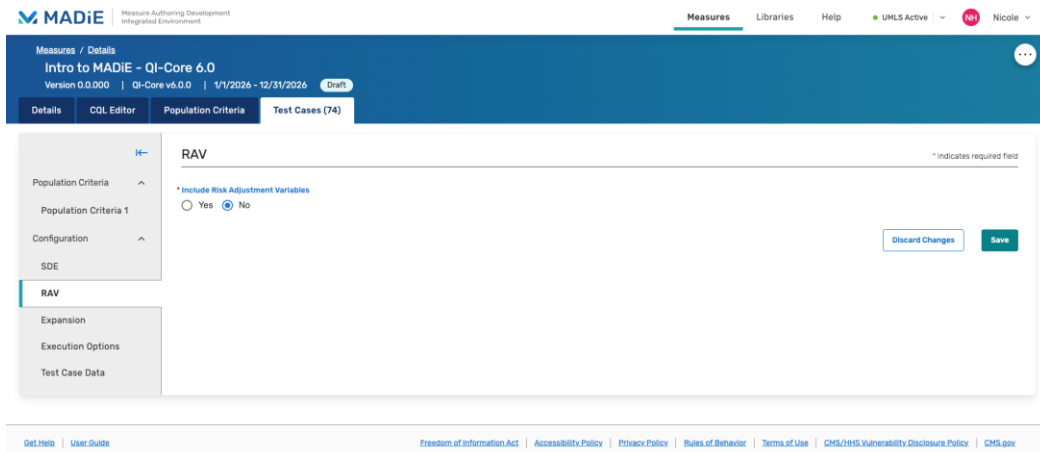 MADiE
Measure Authoring Development
Integrated Environment
Measures
Libraries
Help
UMLS Active
NH
Nicole
Measures / Details
Intro to MADiE - QI-Core 6.0
Version 0.0.000 | QI-Core v6.0.0 | 1/1/2026 - 12/31/2026 Draft
Details
CQL Editor
Population Criteria
Test Cases (74)
Population Criteria
Population Criteria 1
Configuration
SDE
RAV
Expansion
Execution Options
Test Case Data
RAV
* indicates required field
* Include Risk Adjustment Variables
Yes No
Discard Changes
Save
Get Help | User Guide
Freedom of Information Act | Accessibility Policy | Privacy Policy | Rules of Behavior | Terms of Use | CMS/HHS Vulnerability Disclosure Policy | CMS.gov